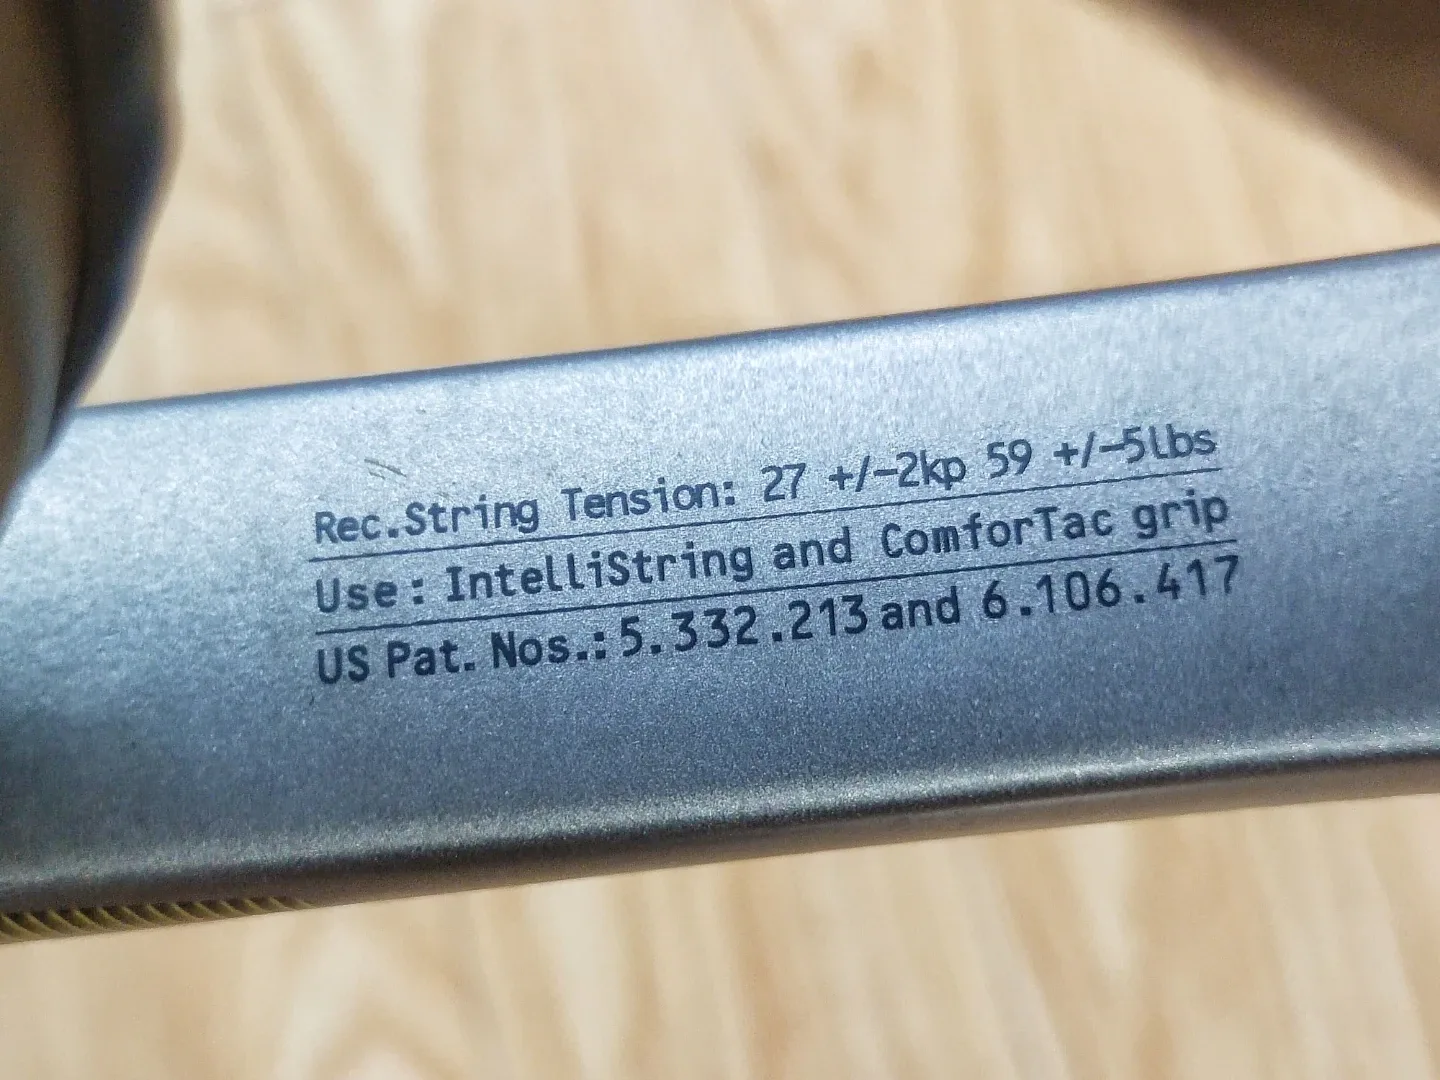 Rec.String Tension: 27 +/-2kp 59 +/-5lbs
Use: IntelliString and ComforTac grip
US Pat. Nos.: 5.332.213 and 6.106.417